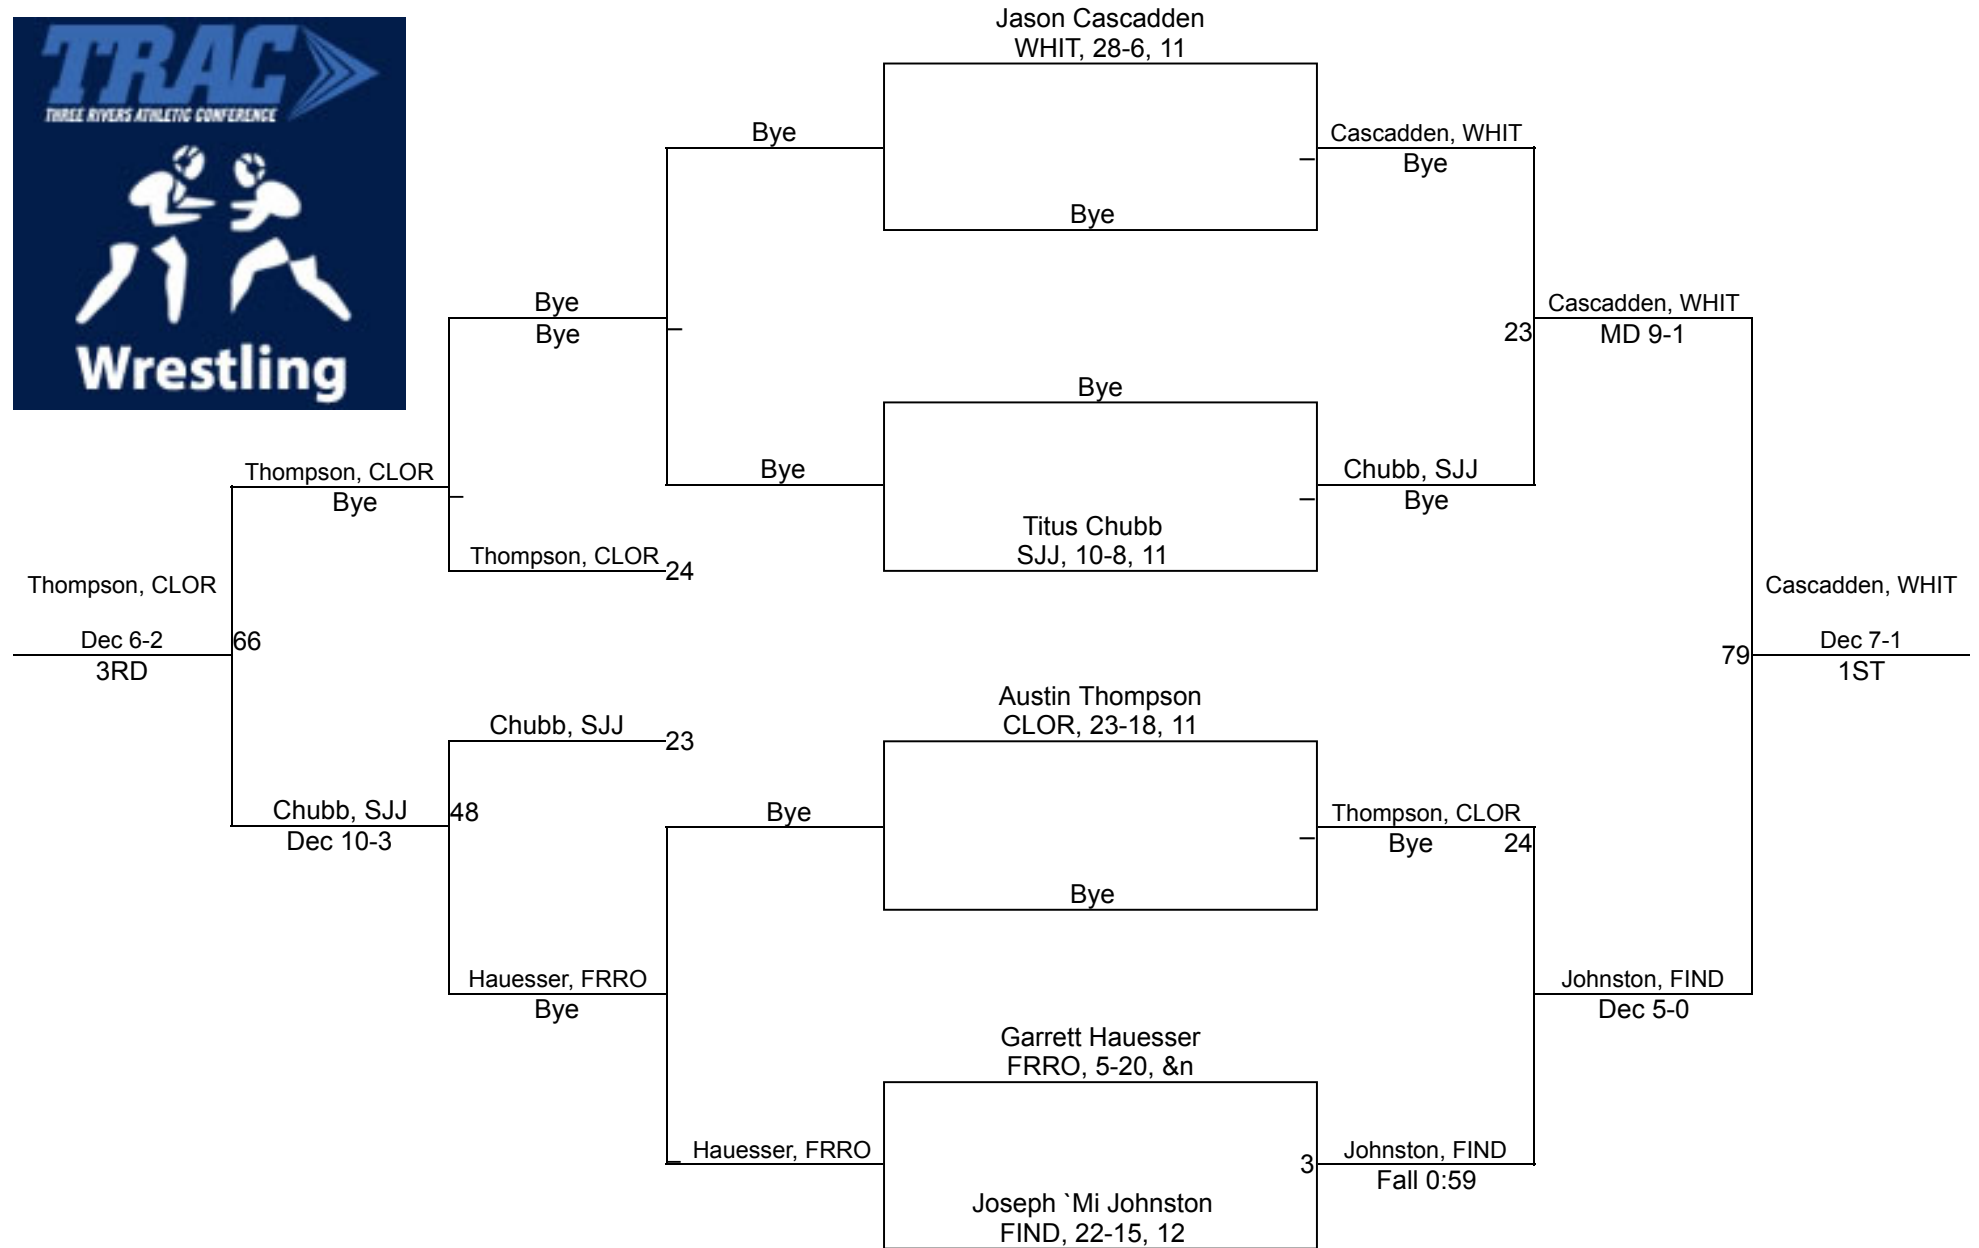 TRAC
THREE RIVERS ATHLETIC CONFERENCE
Wrestling
Jason Cascadden
WHIT, 28-6, 11
Bye
Cascadden, WHIT
Bye
Bye
Bye
Bye
Cascadden, WHIT
23
MD 9-1
Bye
Bye
Chubb, SJJ
Bye
Thompson, CLOR
Bye
Titus Chubb
SJJ, 10-8, 11
Thompson, CLOR
24
Thompson, CLOR
Dec 6-2
66
3RD
Cascadden, WHIT
Dec 7-1
79
1ST
Austin Thompson
CLOR, 23-18, 11
Chubb, SJJ
23
Chubb, SJJ
48
Dec 10-3
Bye
Thompson, CLOR
Bye
24
Bye
Hauesser, FRRO
Bye
Johnston, FIND
Dec 5-0
Garrett Hauesser
FRRO, 5-20, &n
Hauesser, FRRO
3
Johnston, FIND
Fall 0:59
Joseph `Mi Johnston
FIND, 22-15, 12